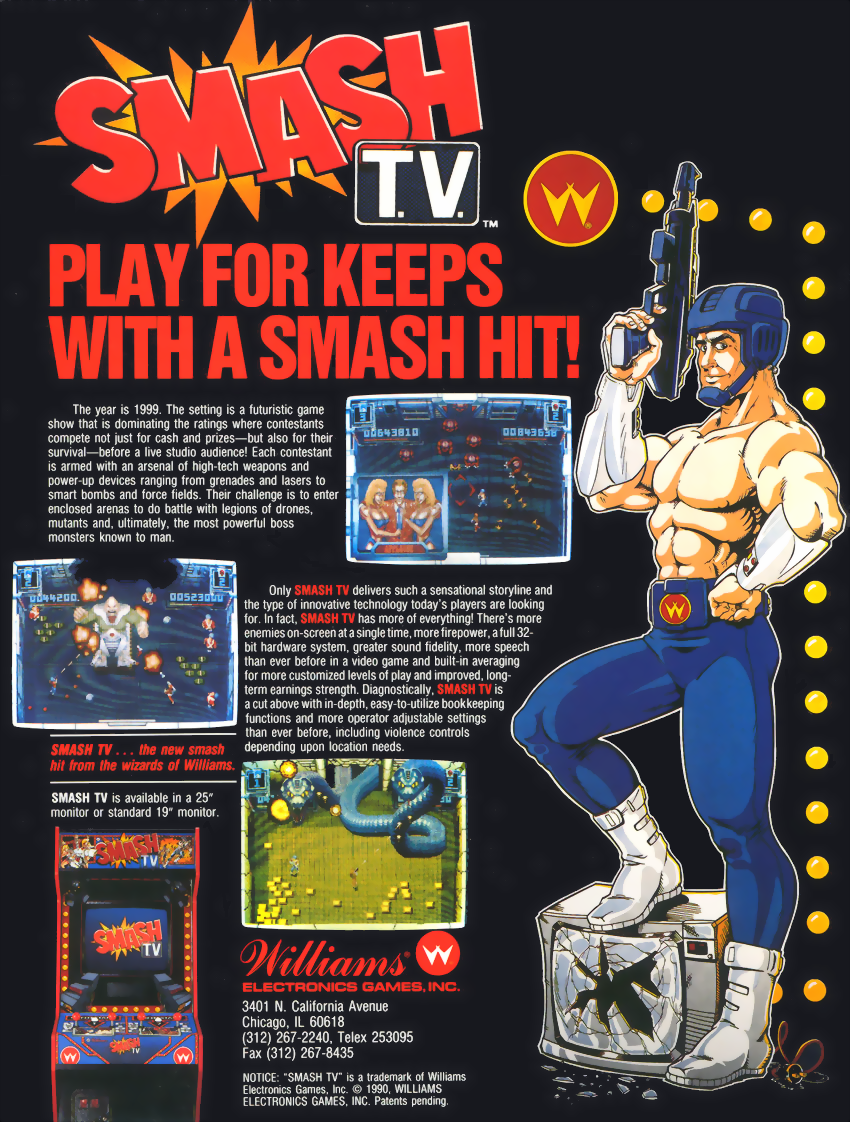 SMASH
T.V.™
W®
PLAY FOR KEEPS
WITH A SMASH HIT!
The year is 1999. The setting is a futuristic game
show that is dominating the ratings where contestants
compete not just for cash and prizes—but also for their
survival—before a live studio audience! Each contestant
is armed with an arsenal of high-tech weapons and
power-up devices ranging from grenades and lasers to
smart bombs and force fields. Their challenge is to enter
enclosed arenas to do battle with legions of drones,
mutants and, ultimately, the most powerful boss
monsters known to man.
00643810
00843638
0044200
0052300
Only SMASH TV delivers such a sensational storyline and
the type of innovative technology today's players are looking
for. In fact, SMASH TV has more of everything! There's more
enemies on-screen at a single time, more firepower, a full 32-
bit hardware system, greater sound fidelity, more speech
than ever before in a video game and built-in averaging
for more customized levels of play and improved, long-
term earnings strength. Diagnostically, SMASH TV is
a cut above with in-depth, easy-to-utilize bookkeeping
functions and more operator adjustable settings
than ever before, including violence controls
depending upon location needs.
SMASH TV . . . the new smash
hit from the wizards of Williams.
SMASH TV is available in a 25″
monitor or standard 19″ monitor.
SMASH
TV
SMASH
TV
SMASH
TV
W
W
W
Williams® W
ELECTRONICS GAMES, INC.
3401 N. California Avenue
Chicago, IL 60618
(312) 267-2240, Telex 253095
Fax (312) 267-8435
NOTICE: "SMASH TV" is a trademark of Williams
Electronics Games, Inc. © 1990, WILLIAMS
ELECTRONICS GAMES, INC. Patents pending.